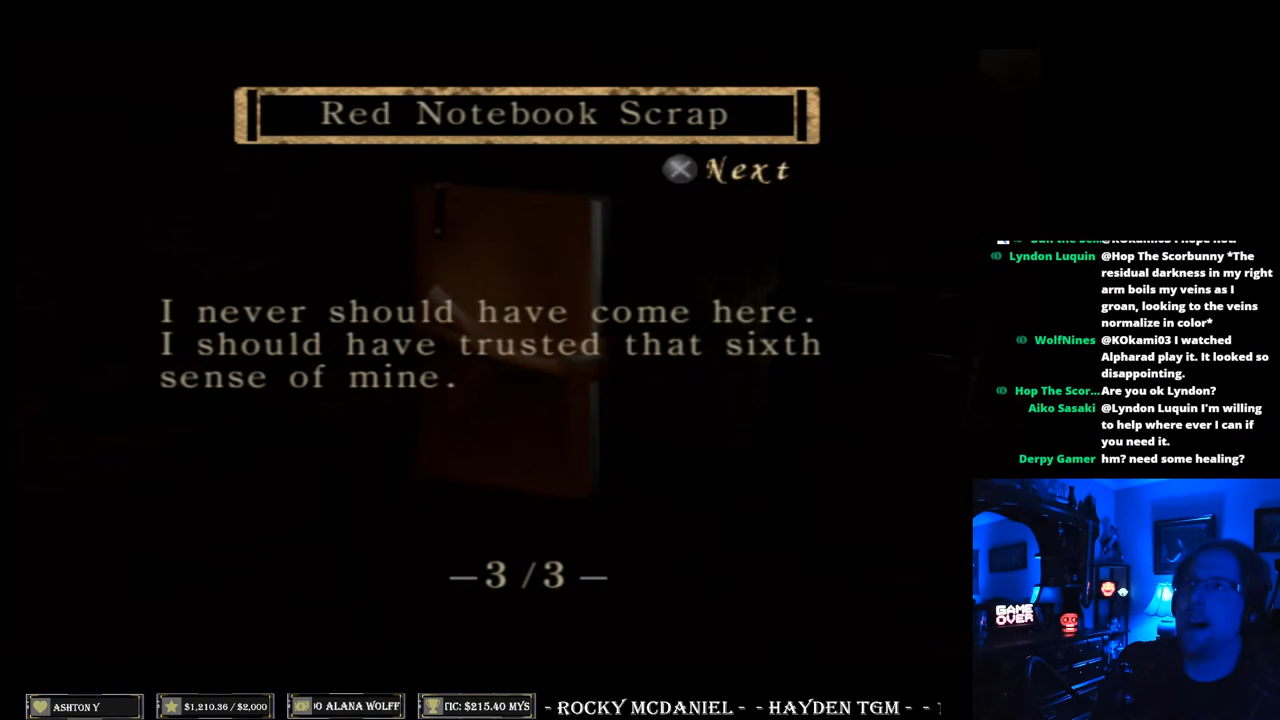 Red Notebook Scrap
Next
I never should have come here.
I should have trusted that sixth
sense of mine.
—3/3—
Lyndon Luquin @Hop The Scorbunny *The
residual darkness in my right
arm boils my veins as I
groan, looking to the veins
normalize in color*
WolfNines @KOkami03 I watched
Alpharad play it. It looked so
disappointing.
Hop The Scor... Are you ok Lyndon?
Aiko Sasaki @Lyndon Luquin I'm willing
to help where ever I can if
you need it.
Derpy Gamer hm? need some healing?
GAME
OVER
ASHTON Y
$1,210.36 / $2,000
ALANA WOLFF
$215.40 MYS
- ROCKY MCDANIEL - - HAYDEN TGM - -